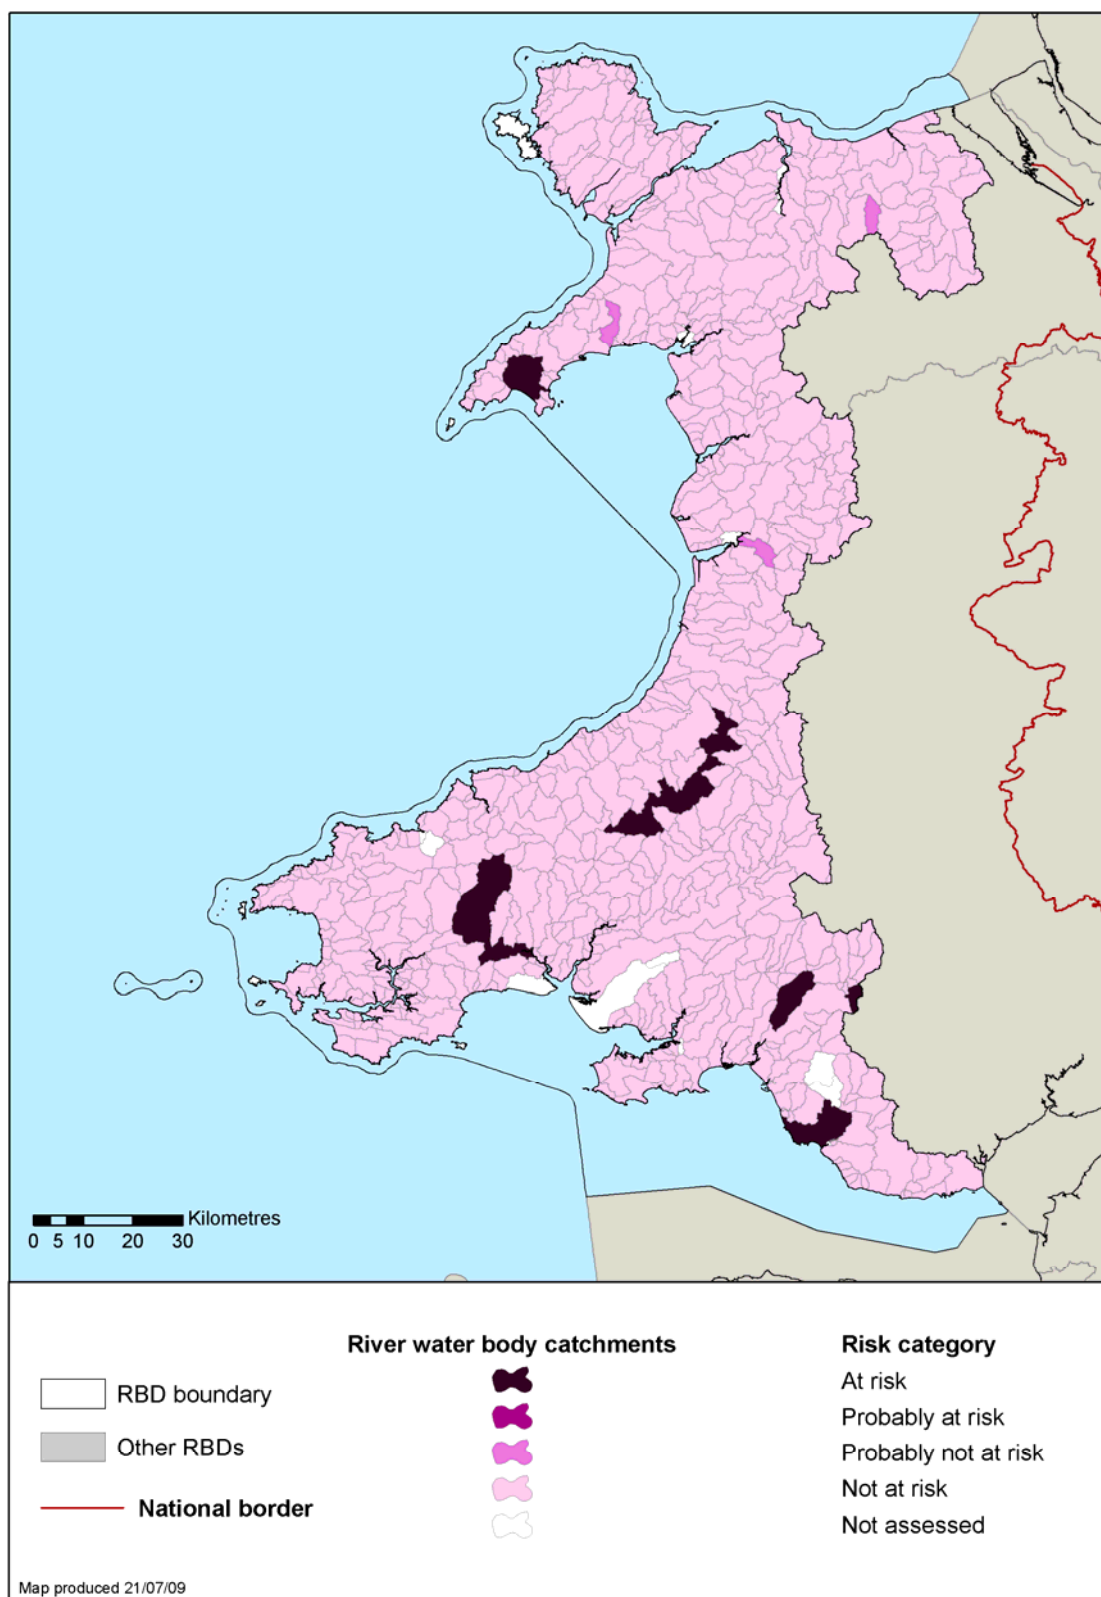 Kilometres
0 5 10 20 30
River water body catchments
Risk category
RBD boundary
Other RBDs
National border
At risk
Probably at risk
Probably not at risk
Not at risk
Not assessed
Map produced 21/07/09